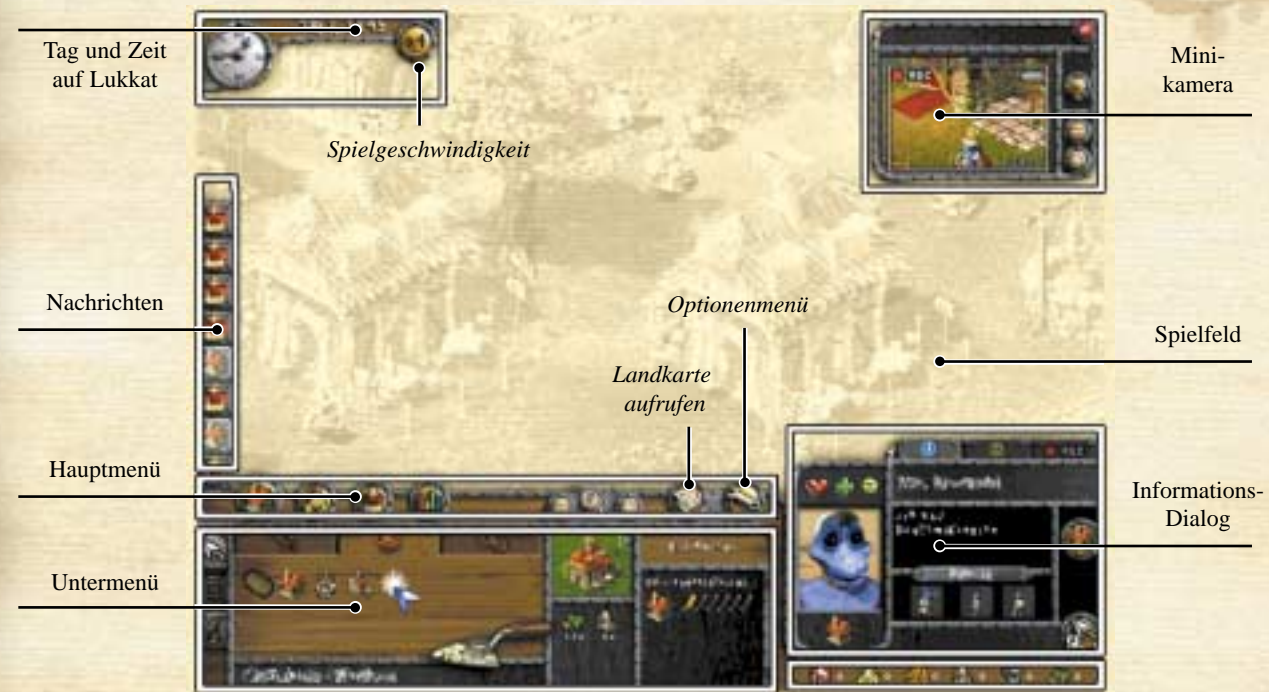 Tag und Zeit
auf Lukkat
Spielgeschwindigkeit
Mini-
kamera
Nachrichten
Optionenmenü
Landkarte
aufrufen
Spielfeld
Hauptmenü
Informations-
Dialog
Untermenü